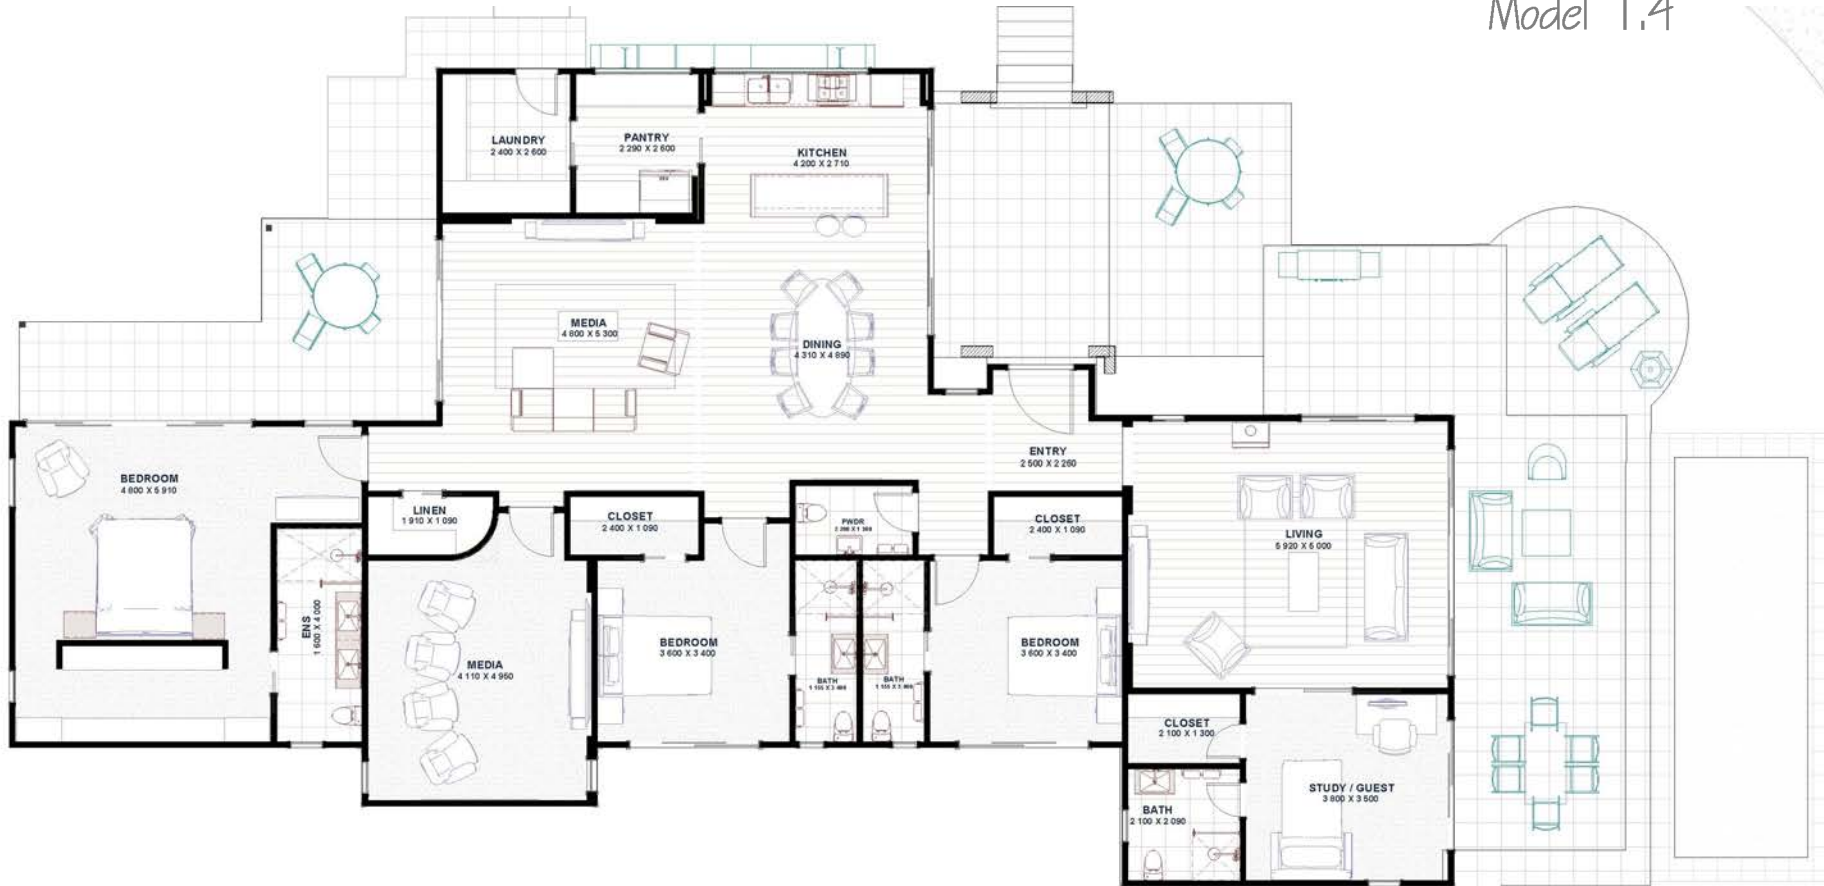 Model 1.4
LAUNDRY
2 400 X 2 600
PANTRY
2 290 X 2 600
KITCHEN
4 200 X 2 710
MEDIA
4 800 X 5 300
DINING
4 310 X 4 890
ENTRY
2 500 X 2 260
BEDROOM
4 800 X 5 910
LINEN
1 910 X 1 090
CLOSET
2 400 X 1 090
PWDR
CLOSET
2 400 X 1 090
LIVING
5 920 X 5 000
ENS
1 600 X 4 000
MEDIA
4 110 X 4 950
BEDROOM
3 600 X 3 400
BATH
BATH
BEDROOM
3 600 X 3 400
CLOSET
2 100 X 1 300
STUDY / GUEST
3 800 X 3 500
BATH
2 100 X 2 090